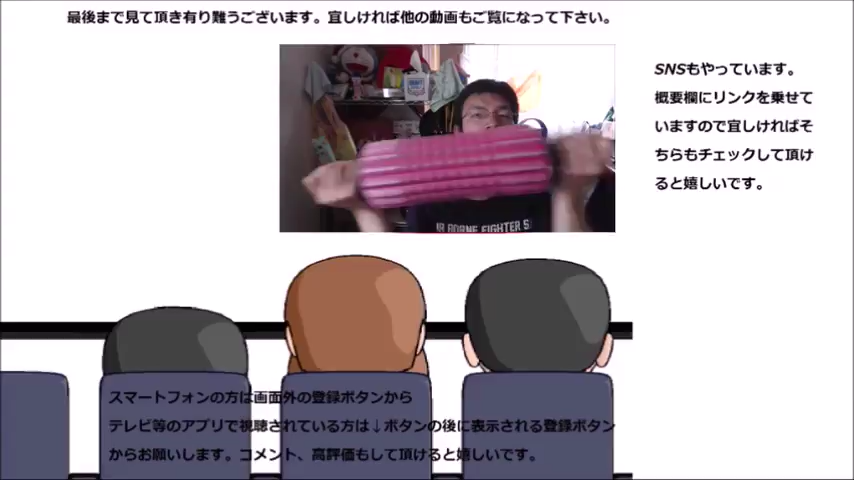 最後まで見て頂き有り難うございます。宜しければ他の動画もご覧になって下さい。
SNSもやっています。
概要欄にリンクを乗せて
いますので宜しければそ
ちらもチェックして頂け
ると嬉しいです。
BORNE FIGHTER S
スマートフォンの方は画面外の登録ボタンから
テレビ等のアプリで視聴されている方は↓ボタンの後に表示される登録ボタン
からお願いします。コメント、高評価もして頂けると嬉しいです。